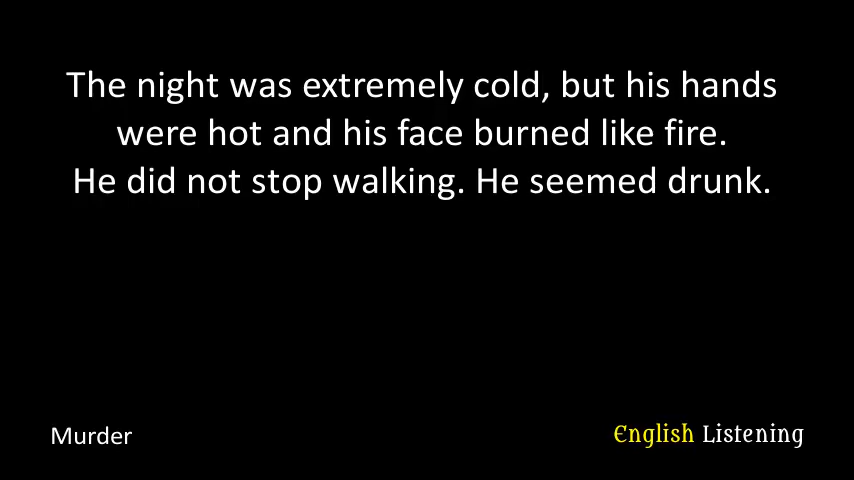 The night was extremely cold, but his hands
were hot and his face burned like fire.
He did not stop walking. He seemed drunk.
Murder
English Listening